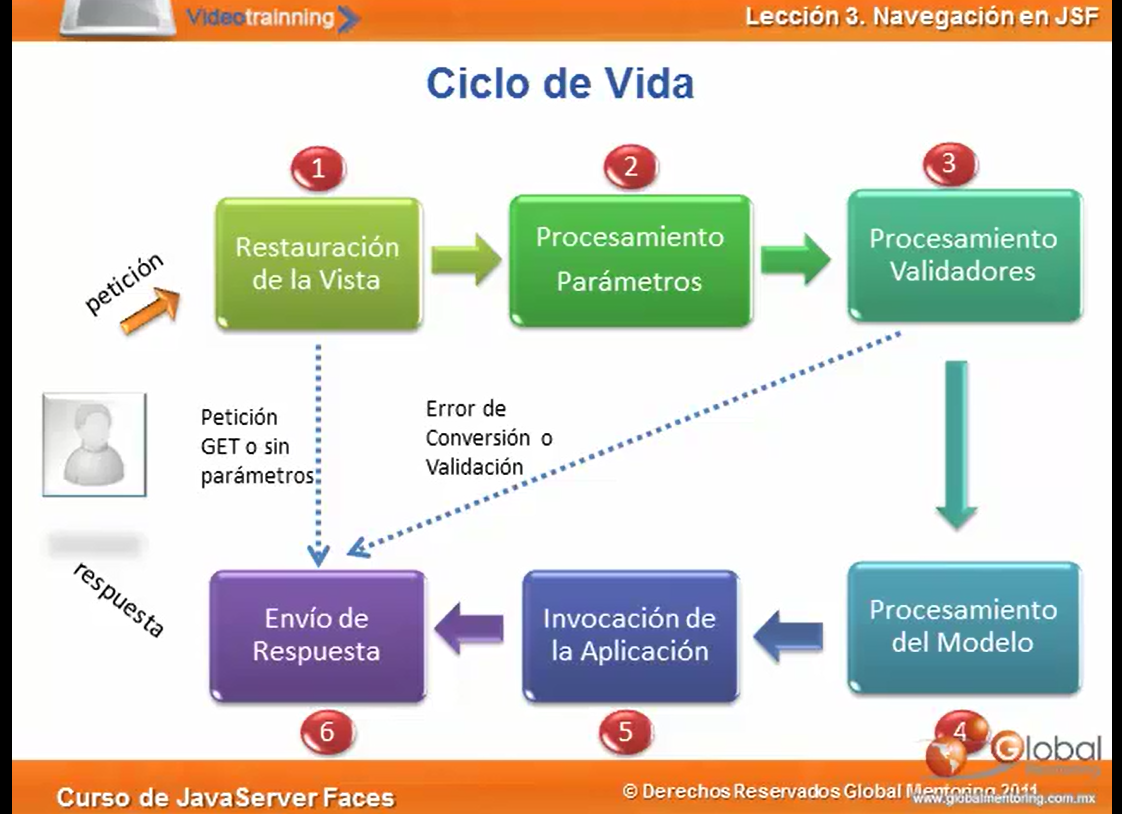 Videotrainning
Lección 3. Navegación en JSF
Ciclo de Vida
1
2
3
Restauración
de la Vista
Procesamiento
Parámetros
Procesamiento
Validadores
petición
Petición
GET o sin
parámetros
Error de
Conversión o
Validación
respuesta
Envío de
Respuesta
Invocación de
la Aplicación
Procesamiento
del Modelo
6
5
4
Global
Curso de JavaServer Faces
© Derechos Reservados Global Mentoring 2011
www.globalmentoring.com.mx